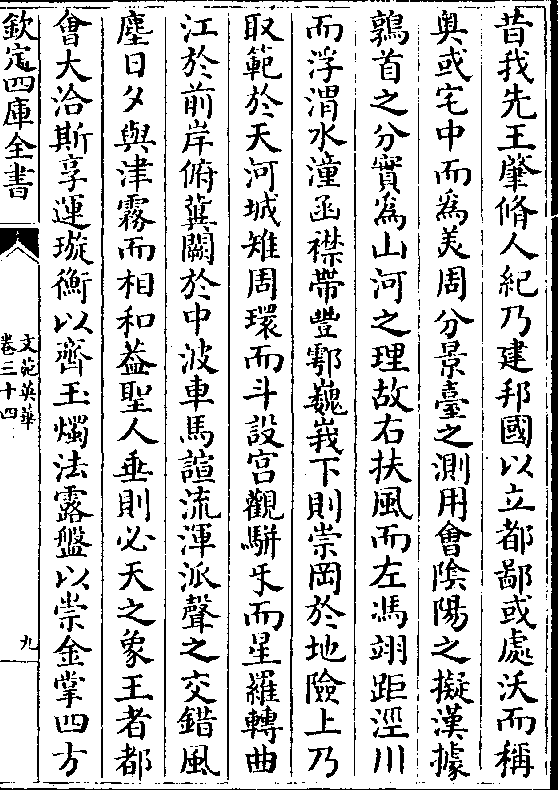 昔我先王肇脩人紀乃建邦國以立都鄙或處沃而稱
奥或宅中而為美周分景臺之測用會陰陽之擬漢據
鶉首之分實為山河之理故右扶風而左馮翊距涇川
而浮渭水潼函襟帶豐鄠巍峩下則崇岡於地險上乃
取範於天河城雉周環而斗設宫觀駢㸦而星羅轉曲
江於前岸俯冀闕於中波車馬諠流渾派聲之交錯風
塵日夕與津霧而相和葢聖人垂則必天之象王者都
會大洽斯享運璇衡以齊玉燭法露盤以崇金掌四方
欽定四庫全書
文苑英華
卷三十四
九